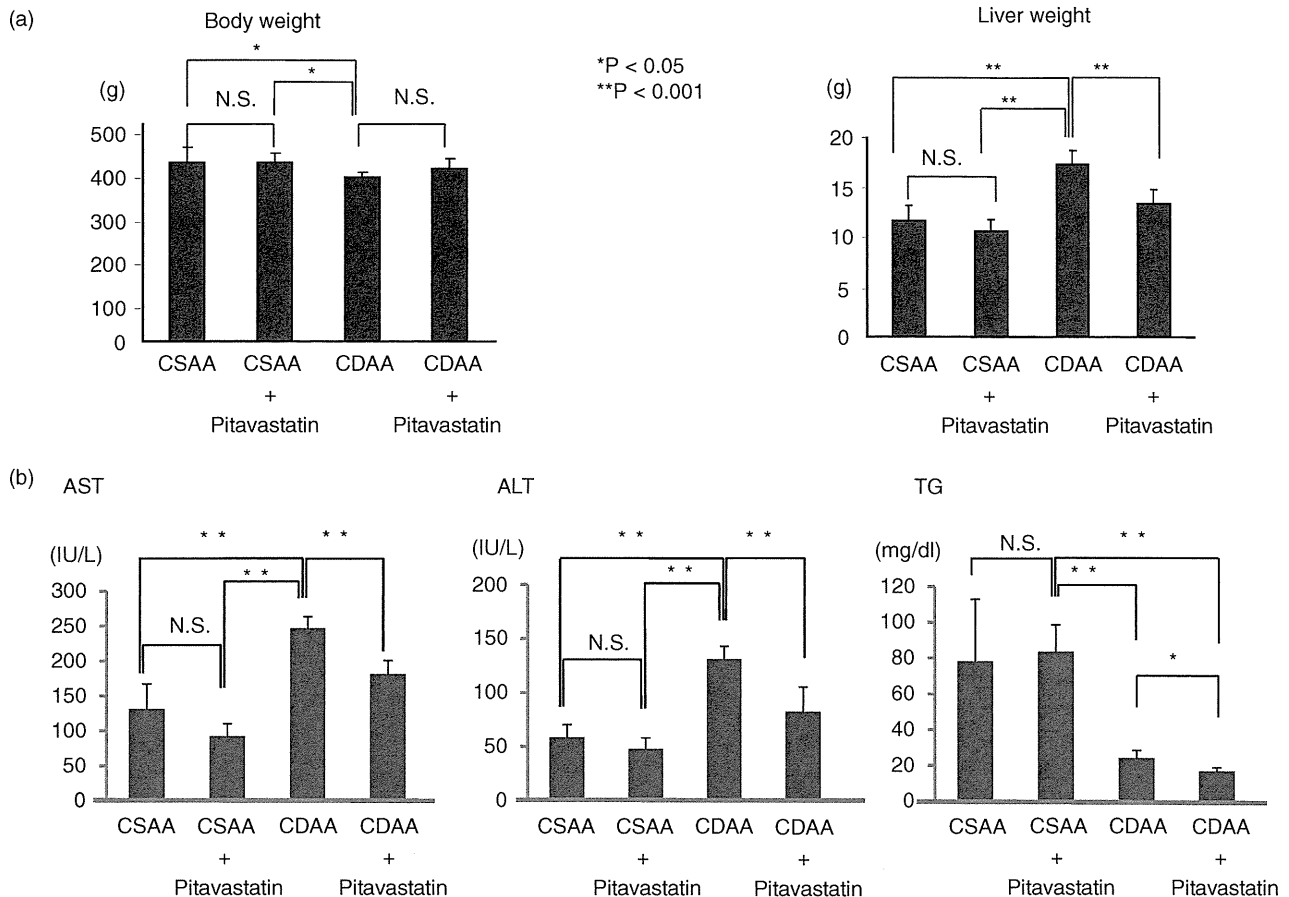 (a)
Body weight
*
*
(g)
N.S.
N.S.
500
400
300
200
100
0
CSAA
CSAA
CDAA
CDAA
+
+
Pitavastatin
Pitavastatin
*P < 0.05
**P < 0.001
Liver weight
**
**
(g)
**
N.S.
20
15
10
5
0
CSAA
CSAA
CDAA
CDAA
+
+
Pitavastatin
Pitavastatin
(b)
AST
* *
* *
(IU/L)
* *
N.S.
300
250
200
150
100
50
0
CSAA
CSAA
CDAA
CDAA
+
+
Pitavastatin
Pitavastatin
ALT
* *
* *
(IU/L)
* *
N.S.
200
150
100
50
0
CSAA
CSAA
CDAA
CDAA
+
+
Pitavastatin
Pitavastatin
TG
N.S.
* *
(mg/dl)
* *
*
120
100
80
60
40
20
0
CSAA
CSAA
CDAA
CDAA
+
+
Pitavastatin
Pitavastatin